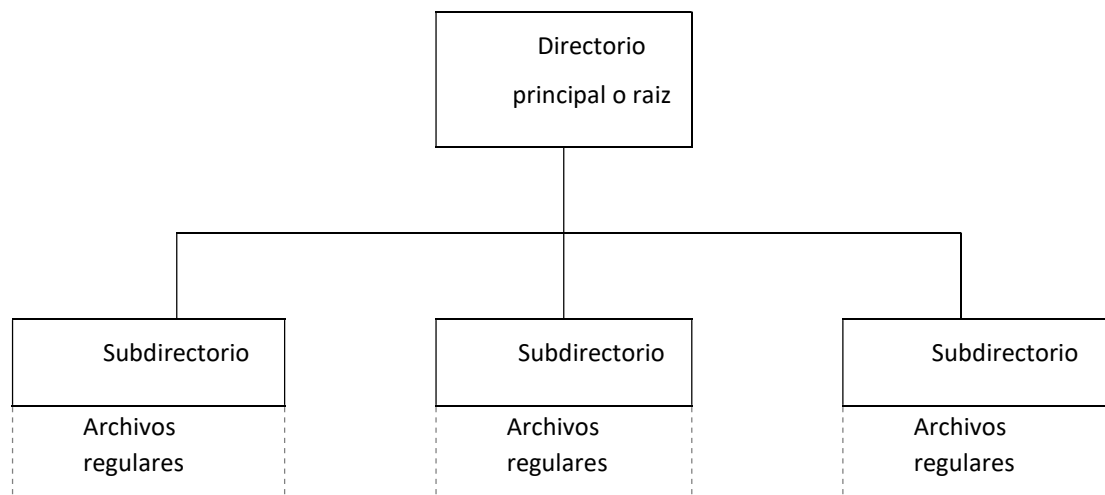 Directorio
principal o raiz
Subdirectorio
Subdirectorio
Subdirectorio
Archivos
regulares
Archivos
regulares
Archivos
regulares